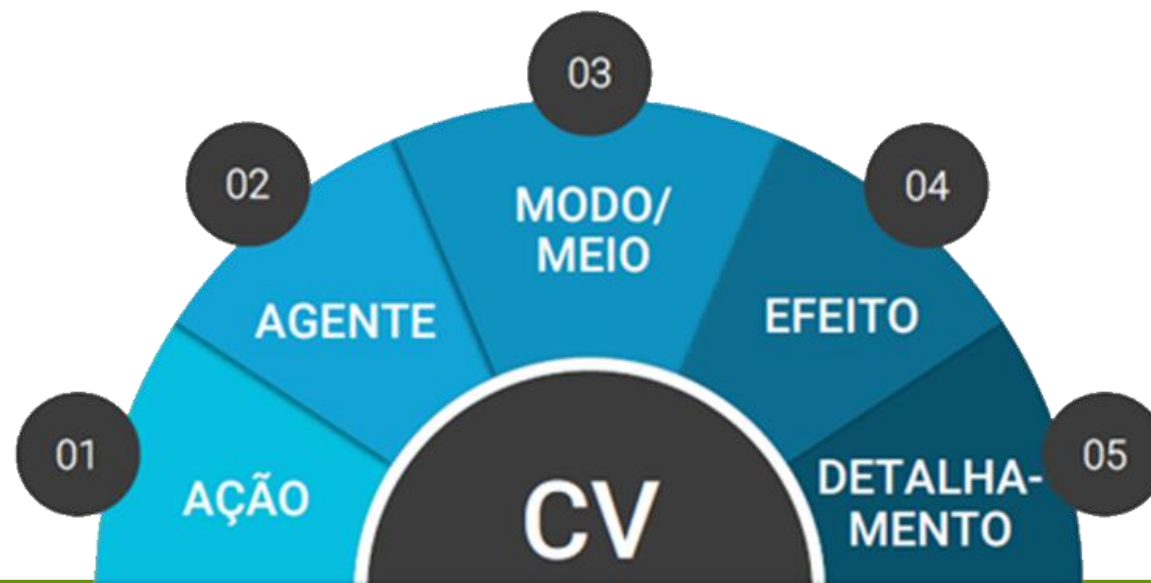 01
AÇÃO
02
AGENTE
03
MODO/
MEIO
04
EFEITO
05
DETALHA-
MENTO
CV